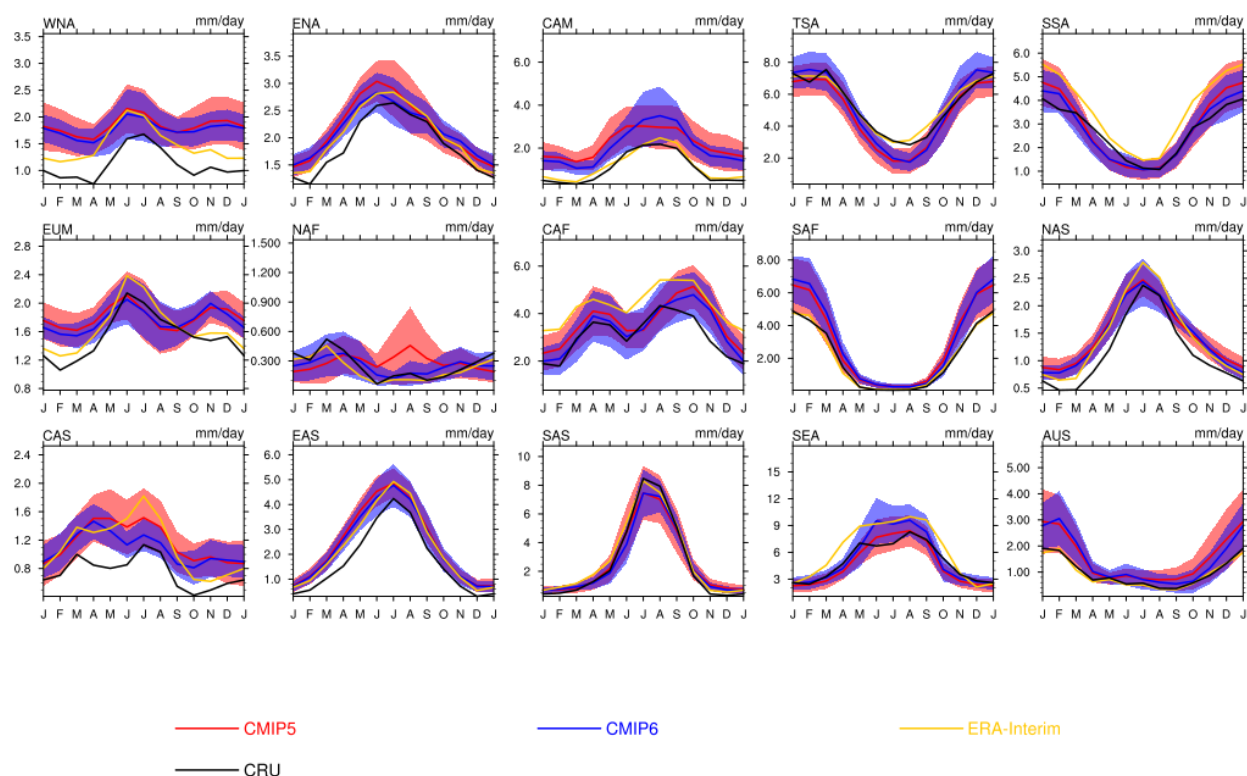 WNA mm/day ENA mm/day CAM mm/day TSA mm/day SSA mm/day
3.5 3.5 6.0
3.0 3.0 6.0 8.0 5.0
2.5 2.5 4.0 6.0 4.0
2.0 2.0 3.0
1.5 4.0 2.0
1.0 1.5 2.0 2.0 1.0
J F M A M J J A S O N D J J F M A M J J A S O N D J J F M A M J J A S O N D J J F M A M J J A S O N D J J F M A M J J A S O N D J
EUM mm/day NAF mm/day CAF mm/day SAF mm/day NAS mm/day
2.8 1.500 8.00 3.0
2.4 1.200 6.0 2.5
2.0 0.900 6.00 2.0
1.6 0.600 4.0 4.00 1.5
1.2 0.300 2.0 2.00 1.0
0.8 0.5
J F M A M J J A S O N D J J F M A M J J A S O N D J J F M A M J J A S O N D J J F M A M J J A S O N D J J F M A M J J A S O N D J
CAS mm/day EAS mm/day SAS mm/day SEA mm/day AUS mm/day
2.4 10 15 5.00
2.0 5.0 8 12 4.00
1.6 4.0 6 9 3.00
1.2 3.0 4 6 2.00
0.8 2.0 2 3 1.00
1.0
J F M A M J J A S O N D J J F M A M J J A S O N D J J F M A M J J A S O N D J J F M A M J J A S O N D J J F M A M J J A S O N D J
CMIP5 CMIP6 ERA-Interim
CRU